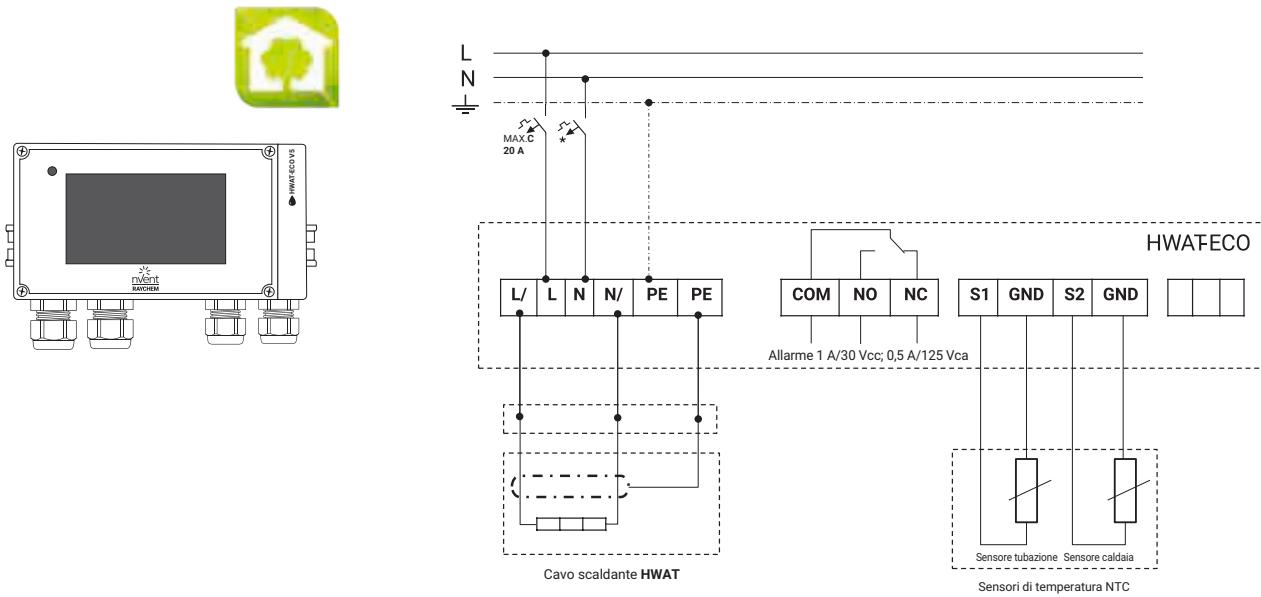 L
N
MAX.C
20 A
*
HWAT-ECO V5
nVent
RAYCHEM
HWAT-ECO
L/ L N N/ PE PE
COM NO NC
S1 GND S2 GND
Allarme 1 A/30 Vcc; 0,5 A/125 Vca
Sensore tubazione Sensore caldaia
Cavo scaldante HWAT
Sensori di temperatura NTC